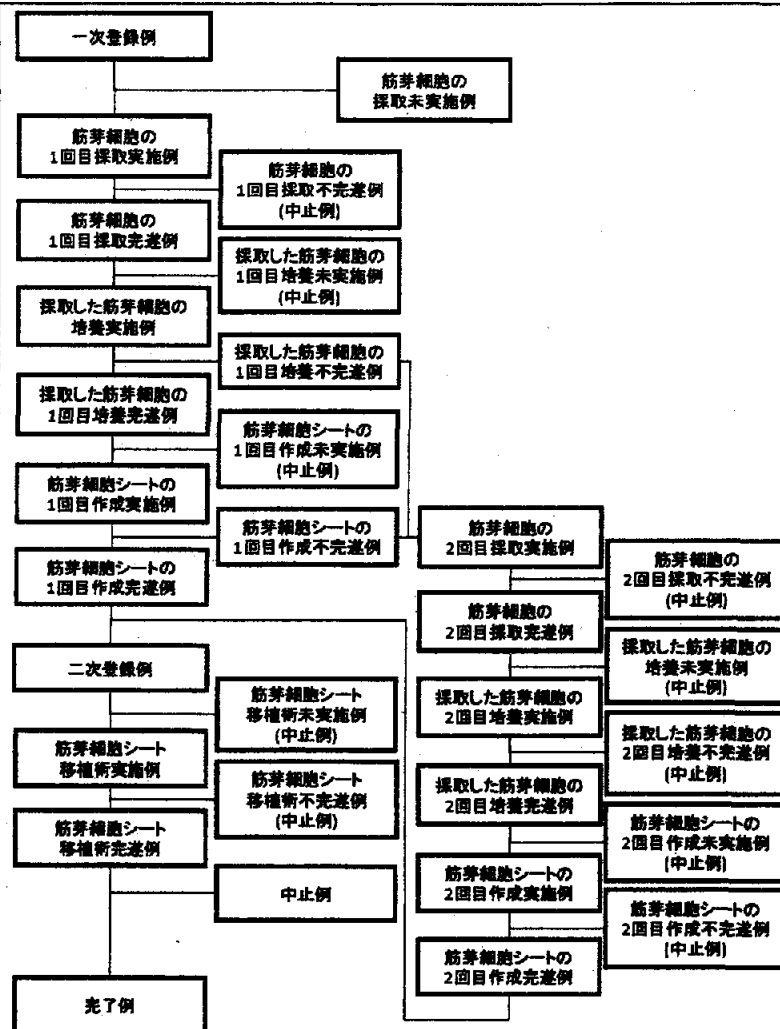 一次登録例
筋芽細胞の
採取未実施例
筋芽細胞の
1回目採取実施例
筋芽細胞の
1回目採取不完遂例
(中止例)
筋芽細胞の
1回目採取完遂例
採取した筋芽細胞の
1回目培養未実施例
(中止例)
採取した筋芽細胞の
培養実施例
採取した筋芽細胞の
1回目培養不完遂例
採取した筋芽細胞の
1回目培養完遂例
筋芽細胞シートの
1回目作成未実施例
(中止例)
筋芽細胞シートの
1回目作成実施例
筋芽細胞シートの
1回目作成不完遂例
筋芽細胞シートの
1回目作成完遂例
筋芽細胞の
2回目採取実施例
筋芽細胞の
2回目採取不完遂例
(中止例)
筋芽細胞の
2回目採取完遂例
採取した筋芽細胞の
培養未実施例
(中止例)
採取した筋芽細胞の
2回目培養実施例
採取した筋芽細胞の
2回目培養不完遂例
(中止例)
採取した筋芽細胞の
2回目培養完遂例
筋芽細胞シートの
2回目作成未実施例
(中止例)
筋芽細胞シートの
2回目作成実施例
筋芽細胞シートの
2回目作成不完遂例
(中止例)
筋芽細胞シートの
2回目作成完遂例
二次登録例
筋芽細胞シート
移植術未実施例
(中止例)
筋芽細胞シート
移植術実施例
筋芽細胞シート
移植術不完遂例
(中止例)
筋芽細胞シート
移植術完遂例
中止例
完了例